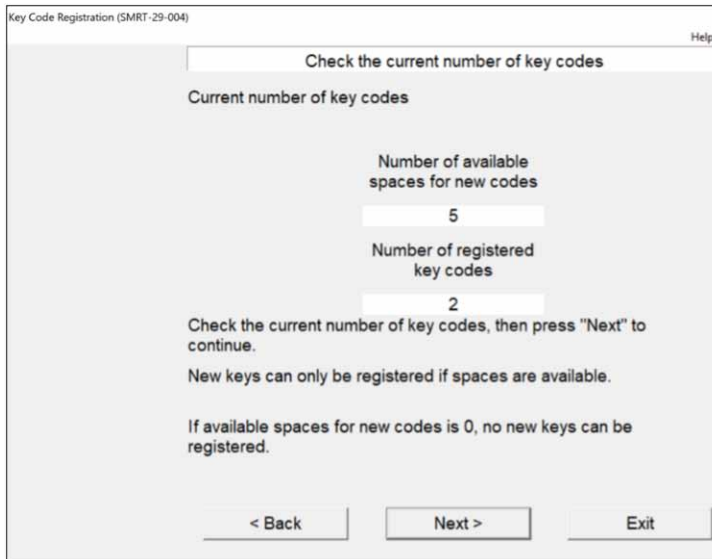 Key Code Registration (SMRT-29-004)
Help
Check the current number of key codes
Current number of key codes
Number of available
spaces for new codes
5
Number of registered
key codes
2
Check the current number of key codes, then press "Next" to
continue.
New keys can only be registered if spaces are available.
If available spaces for new codes is 0, no new keys can be
registered.
< Back
Next >
Exit